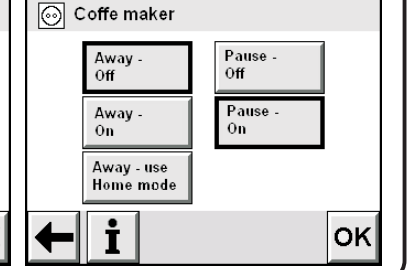 Coffe maker
Away -
Off
Pause -
Off
Away -
On
Pause -
On
Away - use
Home mode
i
OK